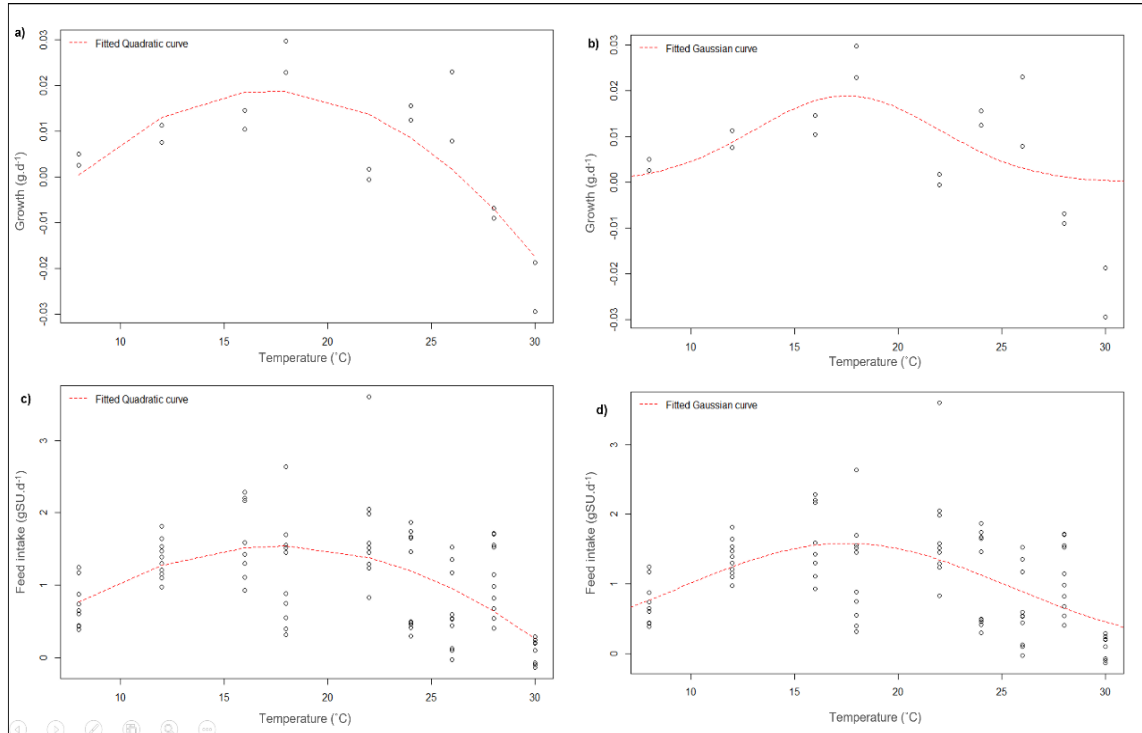 a)
Fitted Quadratic curve
Growth (g.d⁻¹)
0.03
0.02
0.01
0.00
-0.01
-0.02
-0.03
10
15
20
25
30
Temperature (˚C)
b)
Fitted Gaussian curve
Growth (g.d⁻¹)
0.03
0.02
0.01
0.00
-0.01
-0.02
-0.03
10
15
20
25
30
Temperature (˚C)
c)
Fitted Quadratic curve
Feed intake (gSU.d⁻¹)
3
2
1
0
10
15
20
25
30
Temperature (˚C)
d)
Fitted Gaussian curve
Feed intake (gSU.d⁻¹)
3
2
1
0
10
15
20
25
30
Temperature (˚C)